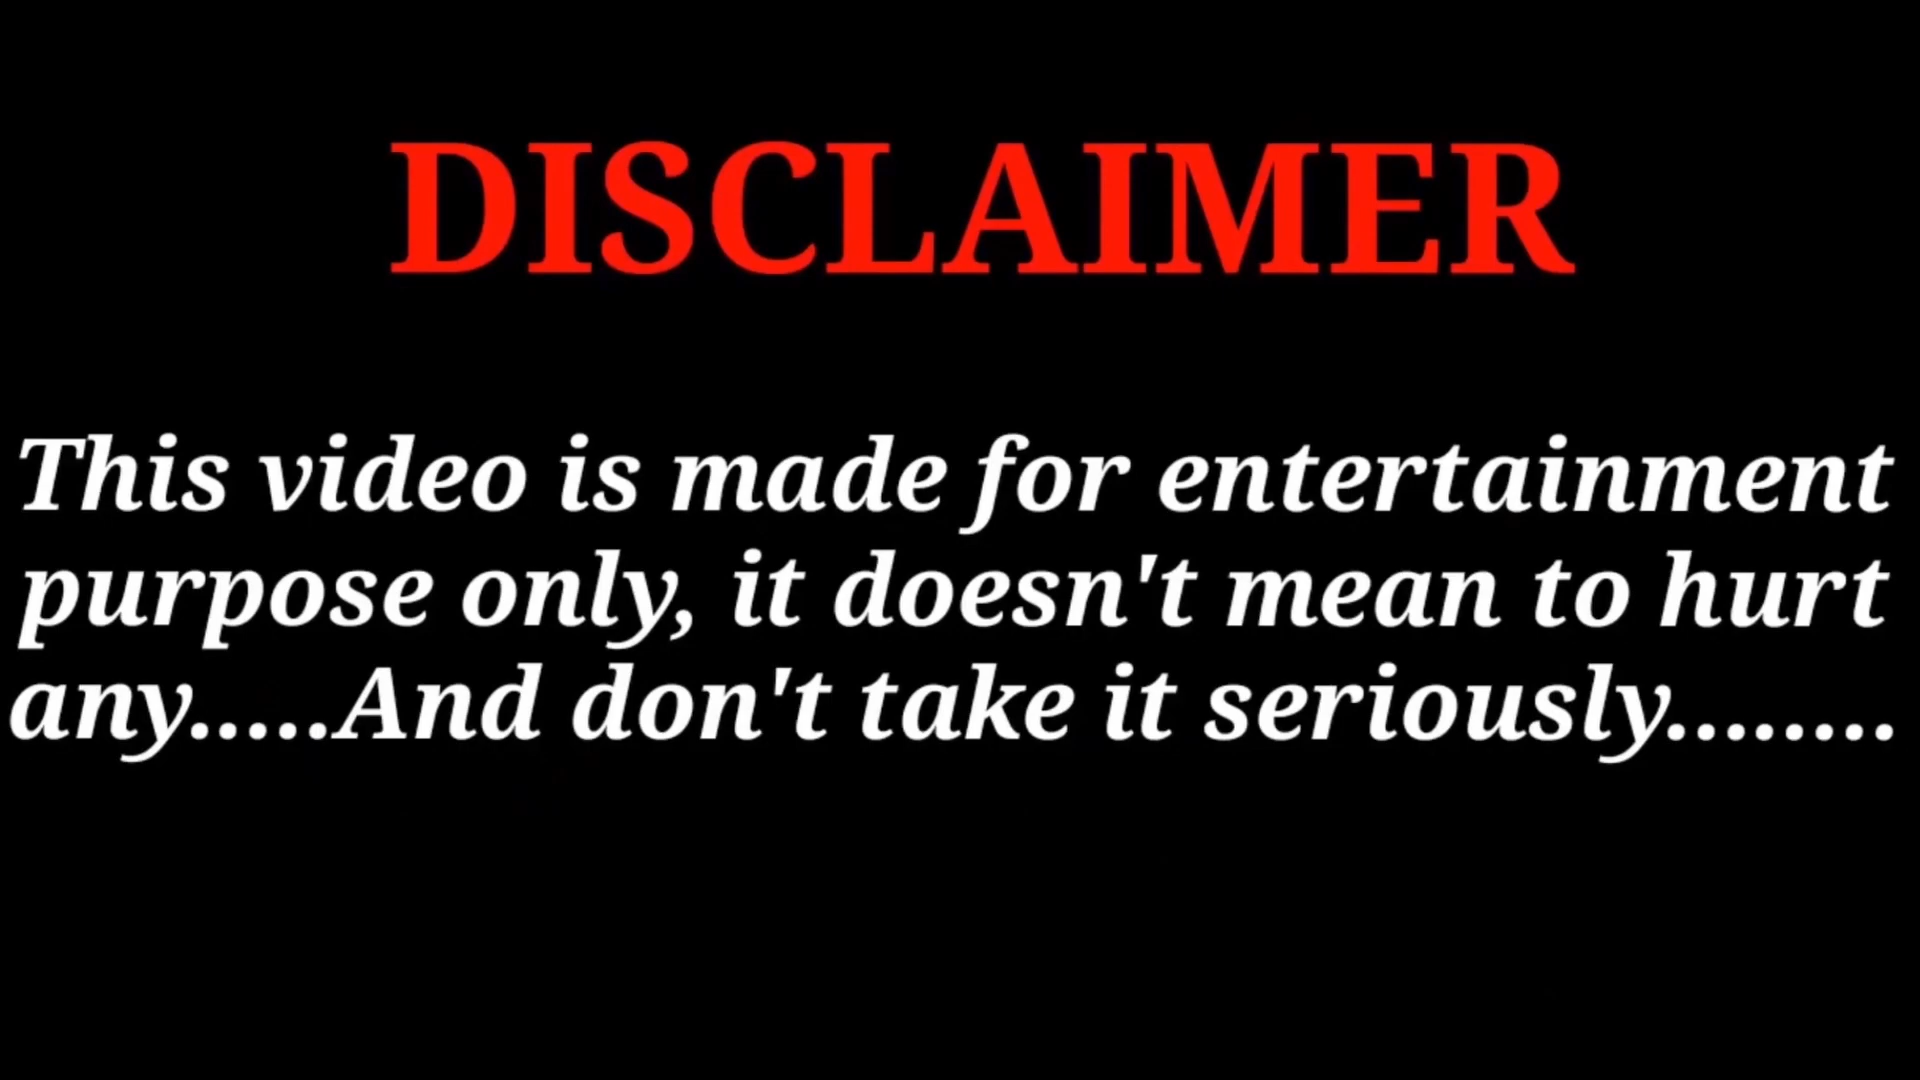 DISCLAIMER
This video is made for entertainment
purpose only, it doesn't mean to hurt
any.....And don't take it seriously........